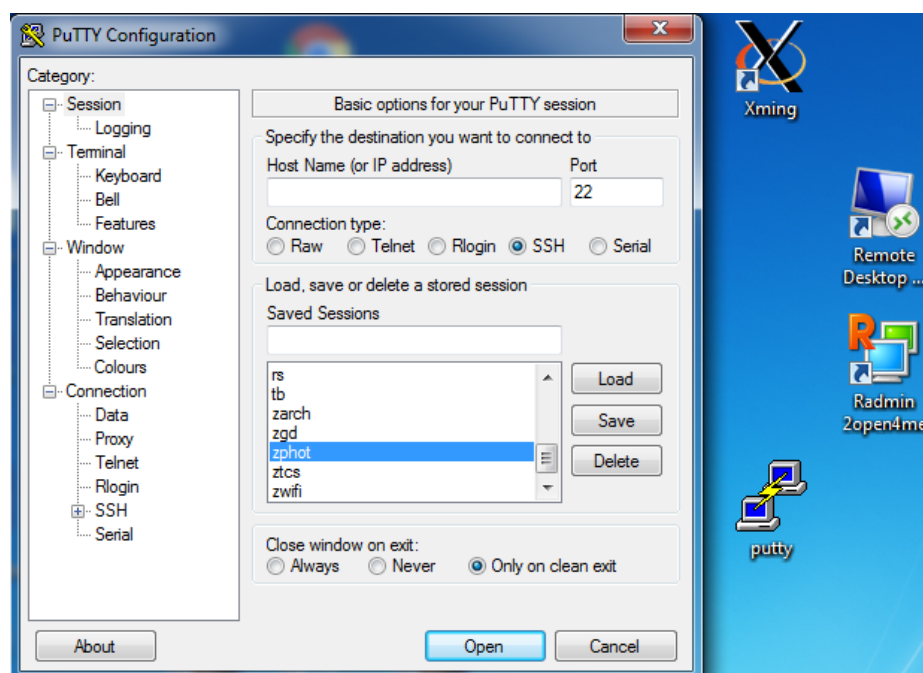 PuTTY Configuration
Category:
Session
Logging
Terminal
Keyboard
Bell
Features
Window
Appearance
Behaviour
Translation
Selection
Colours
Connection
Data
Proxy
Telnet
Rlogin
SSH
Serial
Basic options for your PuTTY session
Specify the destination you want to connect to
Host Name (or IP address) Port
22
Connection type:
Raw Telnet Rlogin SSH Serial
Load, save or delete a stored session
Saved Sessions
rs
tb
zarch
zgd
zphot
ztcs
zwifi
Load
Save
Delete
Close window on exit:
Always Never Only on clean exit
About Open Cancel
Xming
Remote
Desktop ...
Radmin
2open4me
putty